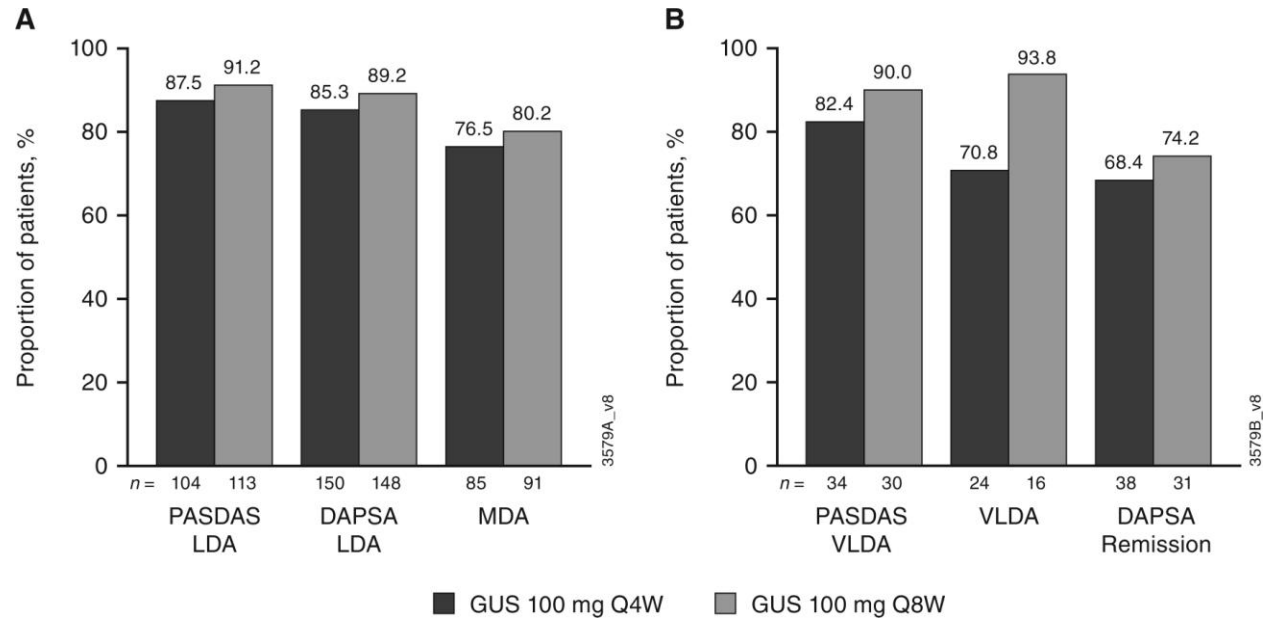 A
Proportion of patients, %
100
80
60
40
20
0
87.5 91.2
85.3 89.2
76.5 80.2
n = 104 113 150 148 85 91
PASDAS
LDA
DAPSA
LDA
MDA
3579A_v8
B
Proportion of patients, %
100
80
60
40
20
0
82.4 90.0
70.8 93.8
68.4 74.2
n = 34 30 24 16 38 31
PASDAS
VLDA
VLDA
DAPSA
Remission
3579B_v8
GUS 100 mg Q4W GUS 100 mg Q8W